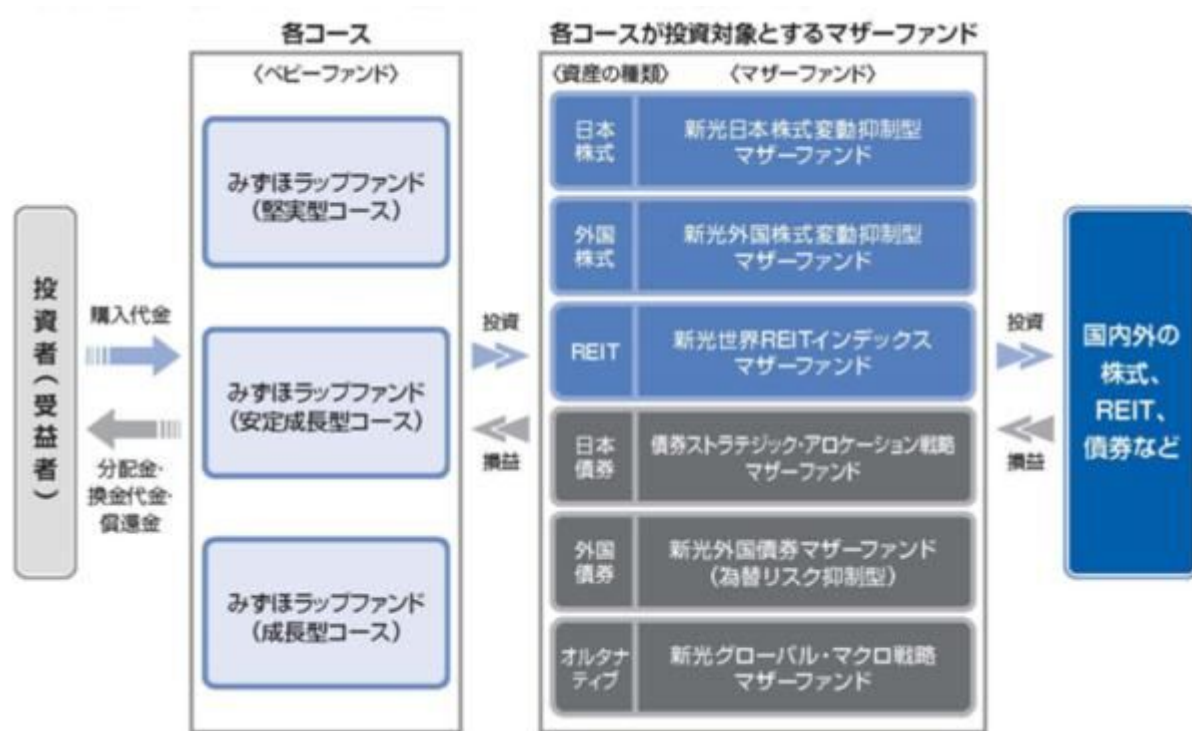 各コース
〈ベビーファンド〉
みずほラップファンド
（堅実型コース）
みずほラップファンド
（安定成長型コース）
みずほラップファンド
（成長型コース）
各コースが投資対象とするマザーファンド
〈資産の種類〉
〈マザーファンド〉
日本
株式
新光日本株式変動抑制型
マザーファンド
外国
株式
新光外国株式変動抑制型
マザーファンド
REIT
新光世界REITインデックス
マザーファンド
日本
債券
債券ストラテジック・アロケーション戦略
マザーファンド
外国
債券
新光外国債券マザーファンド
（為替リスク抑制型）
オルタナ
ティブ
新光グローバル・マクロ戦略
マザーファンド
投資者（受益者）
購入代金
分配金・
換金代金・
償還金
投資
損益
投資
損益
国内外の
株式、
REIT、
債券など